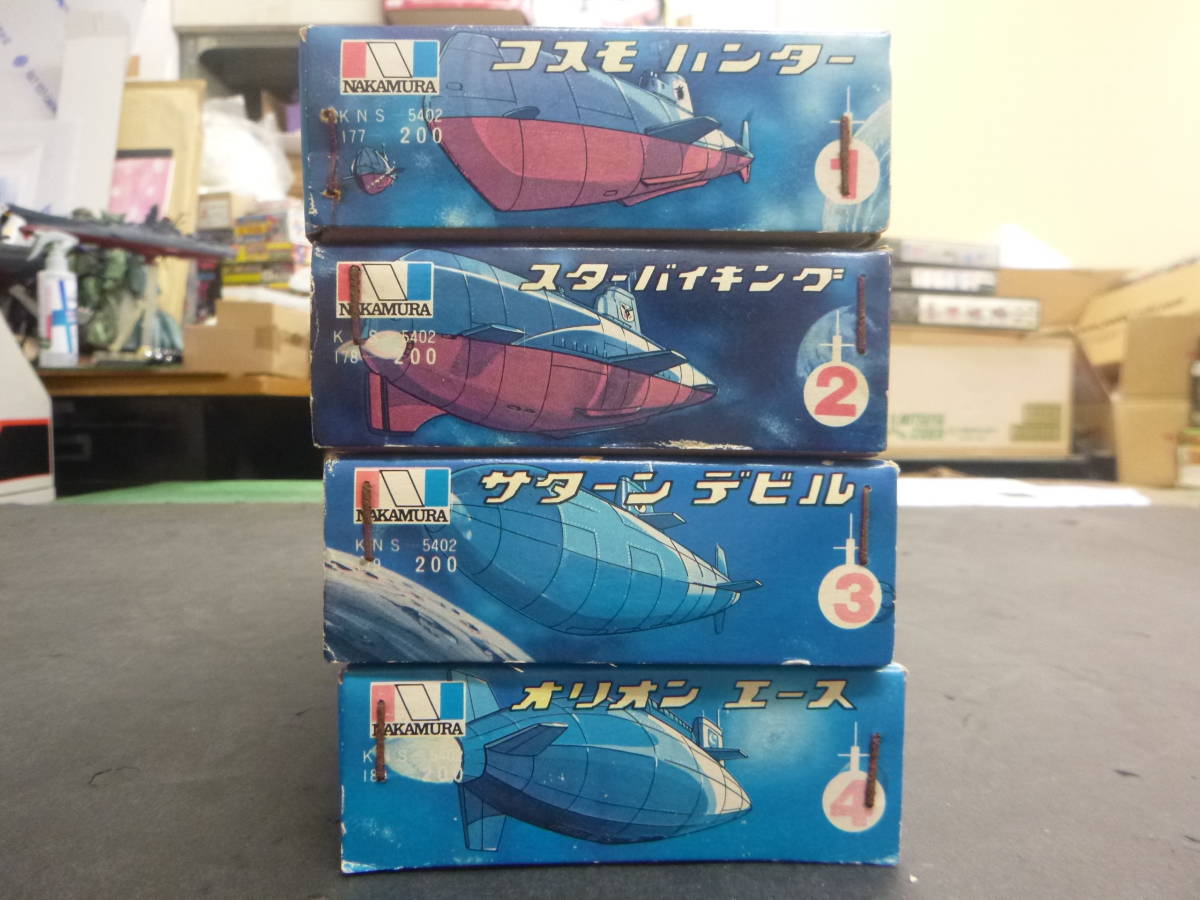 コスモ ハンター
NAKAMURA
KNS 5402
177 200
1
スターバイキング
NAKAMURA
5402
178 200
2
サターン デビル
NAKAMURA
KNS 5402
200
3
オリオン エース
NAKAMURA
200
4